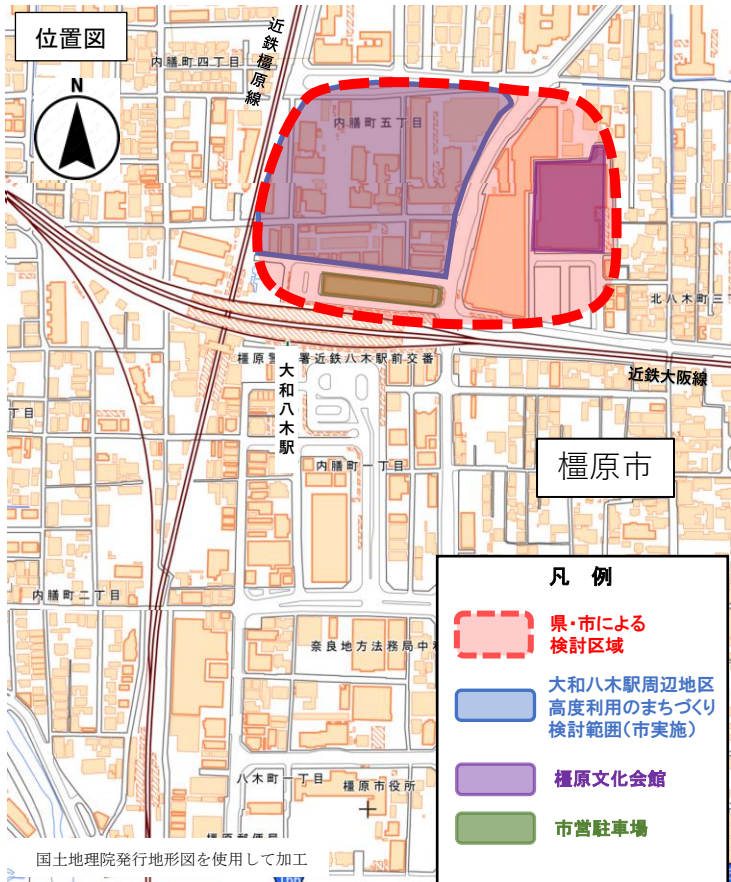 位置図
N
近鉄橿原線
内膳町四丁目
内膳町五丁目
北八木町三
橿原警
署近鉄八木駅前交番
近鉄大阪線
大和八木駅
丁目
内膳町一丁目
橿原市
内膳町二丁目
奈良地方法務局中
八木町一丁目
橿原市役所
国土地理院発行地形図を使用して加工
凡 例
県・市による
検討区域
大和八木駅周辺地区
高度利用のまちづくり
検討範囲(市実施)
橿原文化会館
市営駐車場